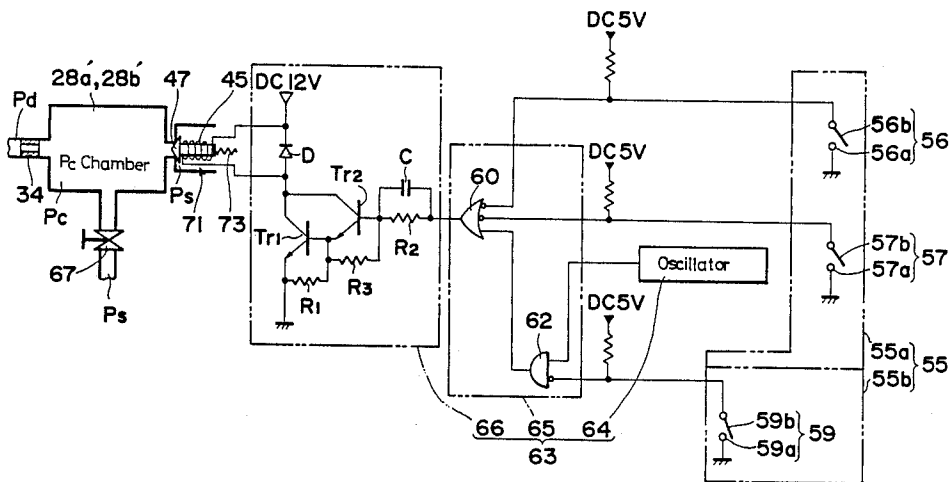 DC5V
28a', 28b'
47
45
DC12V
Pd
56b
56
56a
D
DC5V
Tr2
C
60
Pc Chamber
34
Pc
Ps
71
73
R2
Tr1
57b
57
57a
67
R1
R3
Oscillator
DC5V
62
Ps
55a
55
55b
66
65
64
63
59b
59
59a